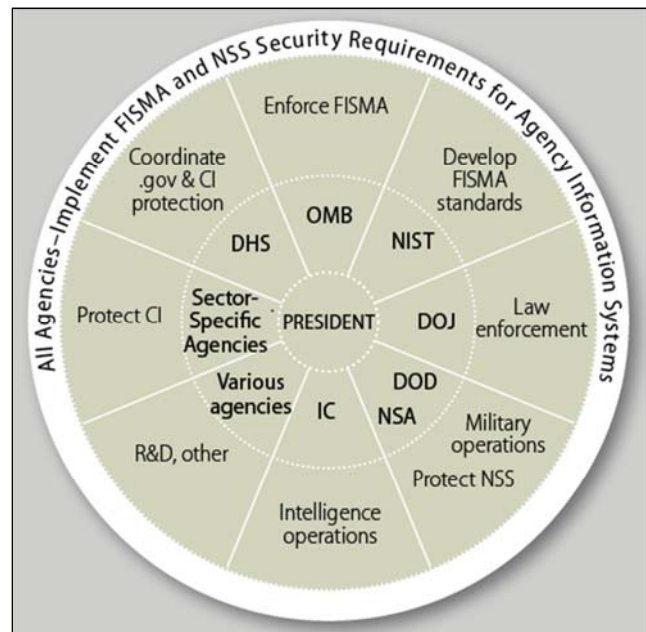 All Agencies–Implement FISMA and NSS Security Requirements for Agency Information Systems
Enforce FISMA
Coordinate
.gov & CI
protection
Develop
FISMA
standards
OMB
DHS
NIST
Protect CI
Sector-
Specific
Agencies
PRESIDENT
DOJ
Law
enforcement
Various
agencies
IC
DOD
NSA
R&D, other
Military
operations
Protect NSS
Intelligence
operations